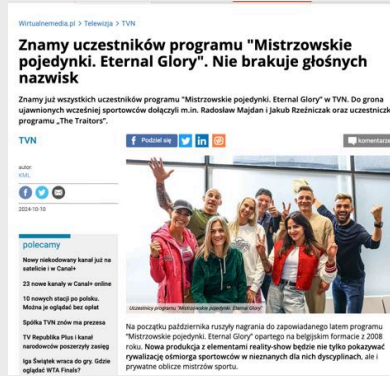 Wirtualnemedia.pl > Telewizja > TVN
Znamy uczestników programu "Mistrzowskie
pojedynki. Eternal Glory". Nie brakuje głośnych
nazwisk
Znamy już wszystkich uczestników programu "Mistrzowskie pojedynki. Eternal Glory" w TVN. Do grona
ujawnionych wcześniej sportowców dołączyli m.in. Radosław Majdan i Jakub Rzeźniczak oraz uczestniczk
programu „The Traitors".
TVN
Podziel się
komentarze
autor:
KML
2024-10-10
Uczestnicy programu "Mistrzowskie pojedynki. Eternal Glory"
polecamy
Nowy niekodowany kanał już na
satelicie i w Canal+
23 nowe kanały w Canal+ online
10 nowych stacji po polsku.
Można je oglądać bez opłat
Spółka TVN znów ma prezesa
TV Republika Plus i kanał
narodowców poszerzyły zasięg
Iga Świątek wraca do gry. Gdzie
oglądać WTA Finals?
Na początku października ruszyły nagrania do zapowiadanego latem programu
"Mistrzowskie pojedynki. Eternal Glory" opartego na belgijskim formacie z 2008
roku. Nowa produkcja z elementami reality-show będzie nie tylko pokazywać
rywalizację ośmiorga sportowców w nieznanych dla nich dyscyplinach, ale i
prywatne oblicze mistrzów sportu.